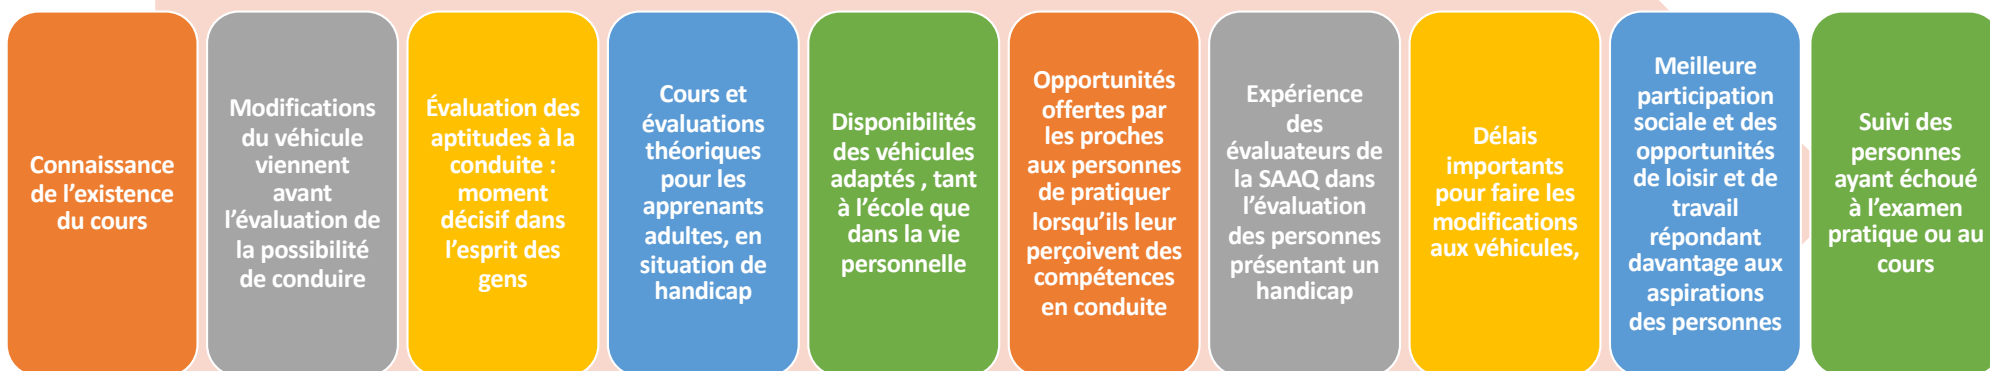 Connaissance
de l'existence
du cours
Modifications
du véhicule
viennent
avant
l'évaluation de
la possibilité
de conduire
Évaluation des
aptitudes à la
conduite :
moment
décisif dans
l'esprit des
gens
Cours et
évaluations
théoriques
pour les
apprenants
adultes, en
situation de
handicap
Disponibilités
des véhicules
adaptés , tant
à l'école que
dans la vie
personnelle
Opportunités
offertes par
les proches
aux personnes
de pratiquer
lorsqu'ils leur
perçoivent des
compétences
en conduite
Expérience
des
évaluateurs de
la SAAQ dans
l'évaluation
des personnes
présentant un
handicap
Délais
importants
pour faire les
modifications
aux véhicules,
Meilleure
participation
sociale et des
opportunités
de loisir et de
travail
répondant
davantage aux
aspirations
des personnes
Suivi des
personnes
ayant échoué
à l'examen
pratique ou au
cours